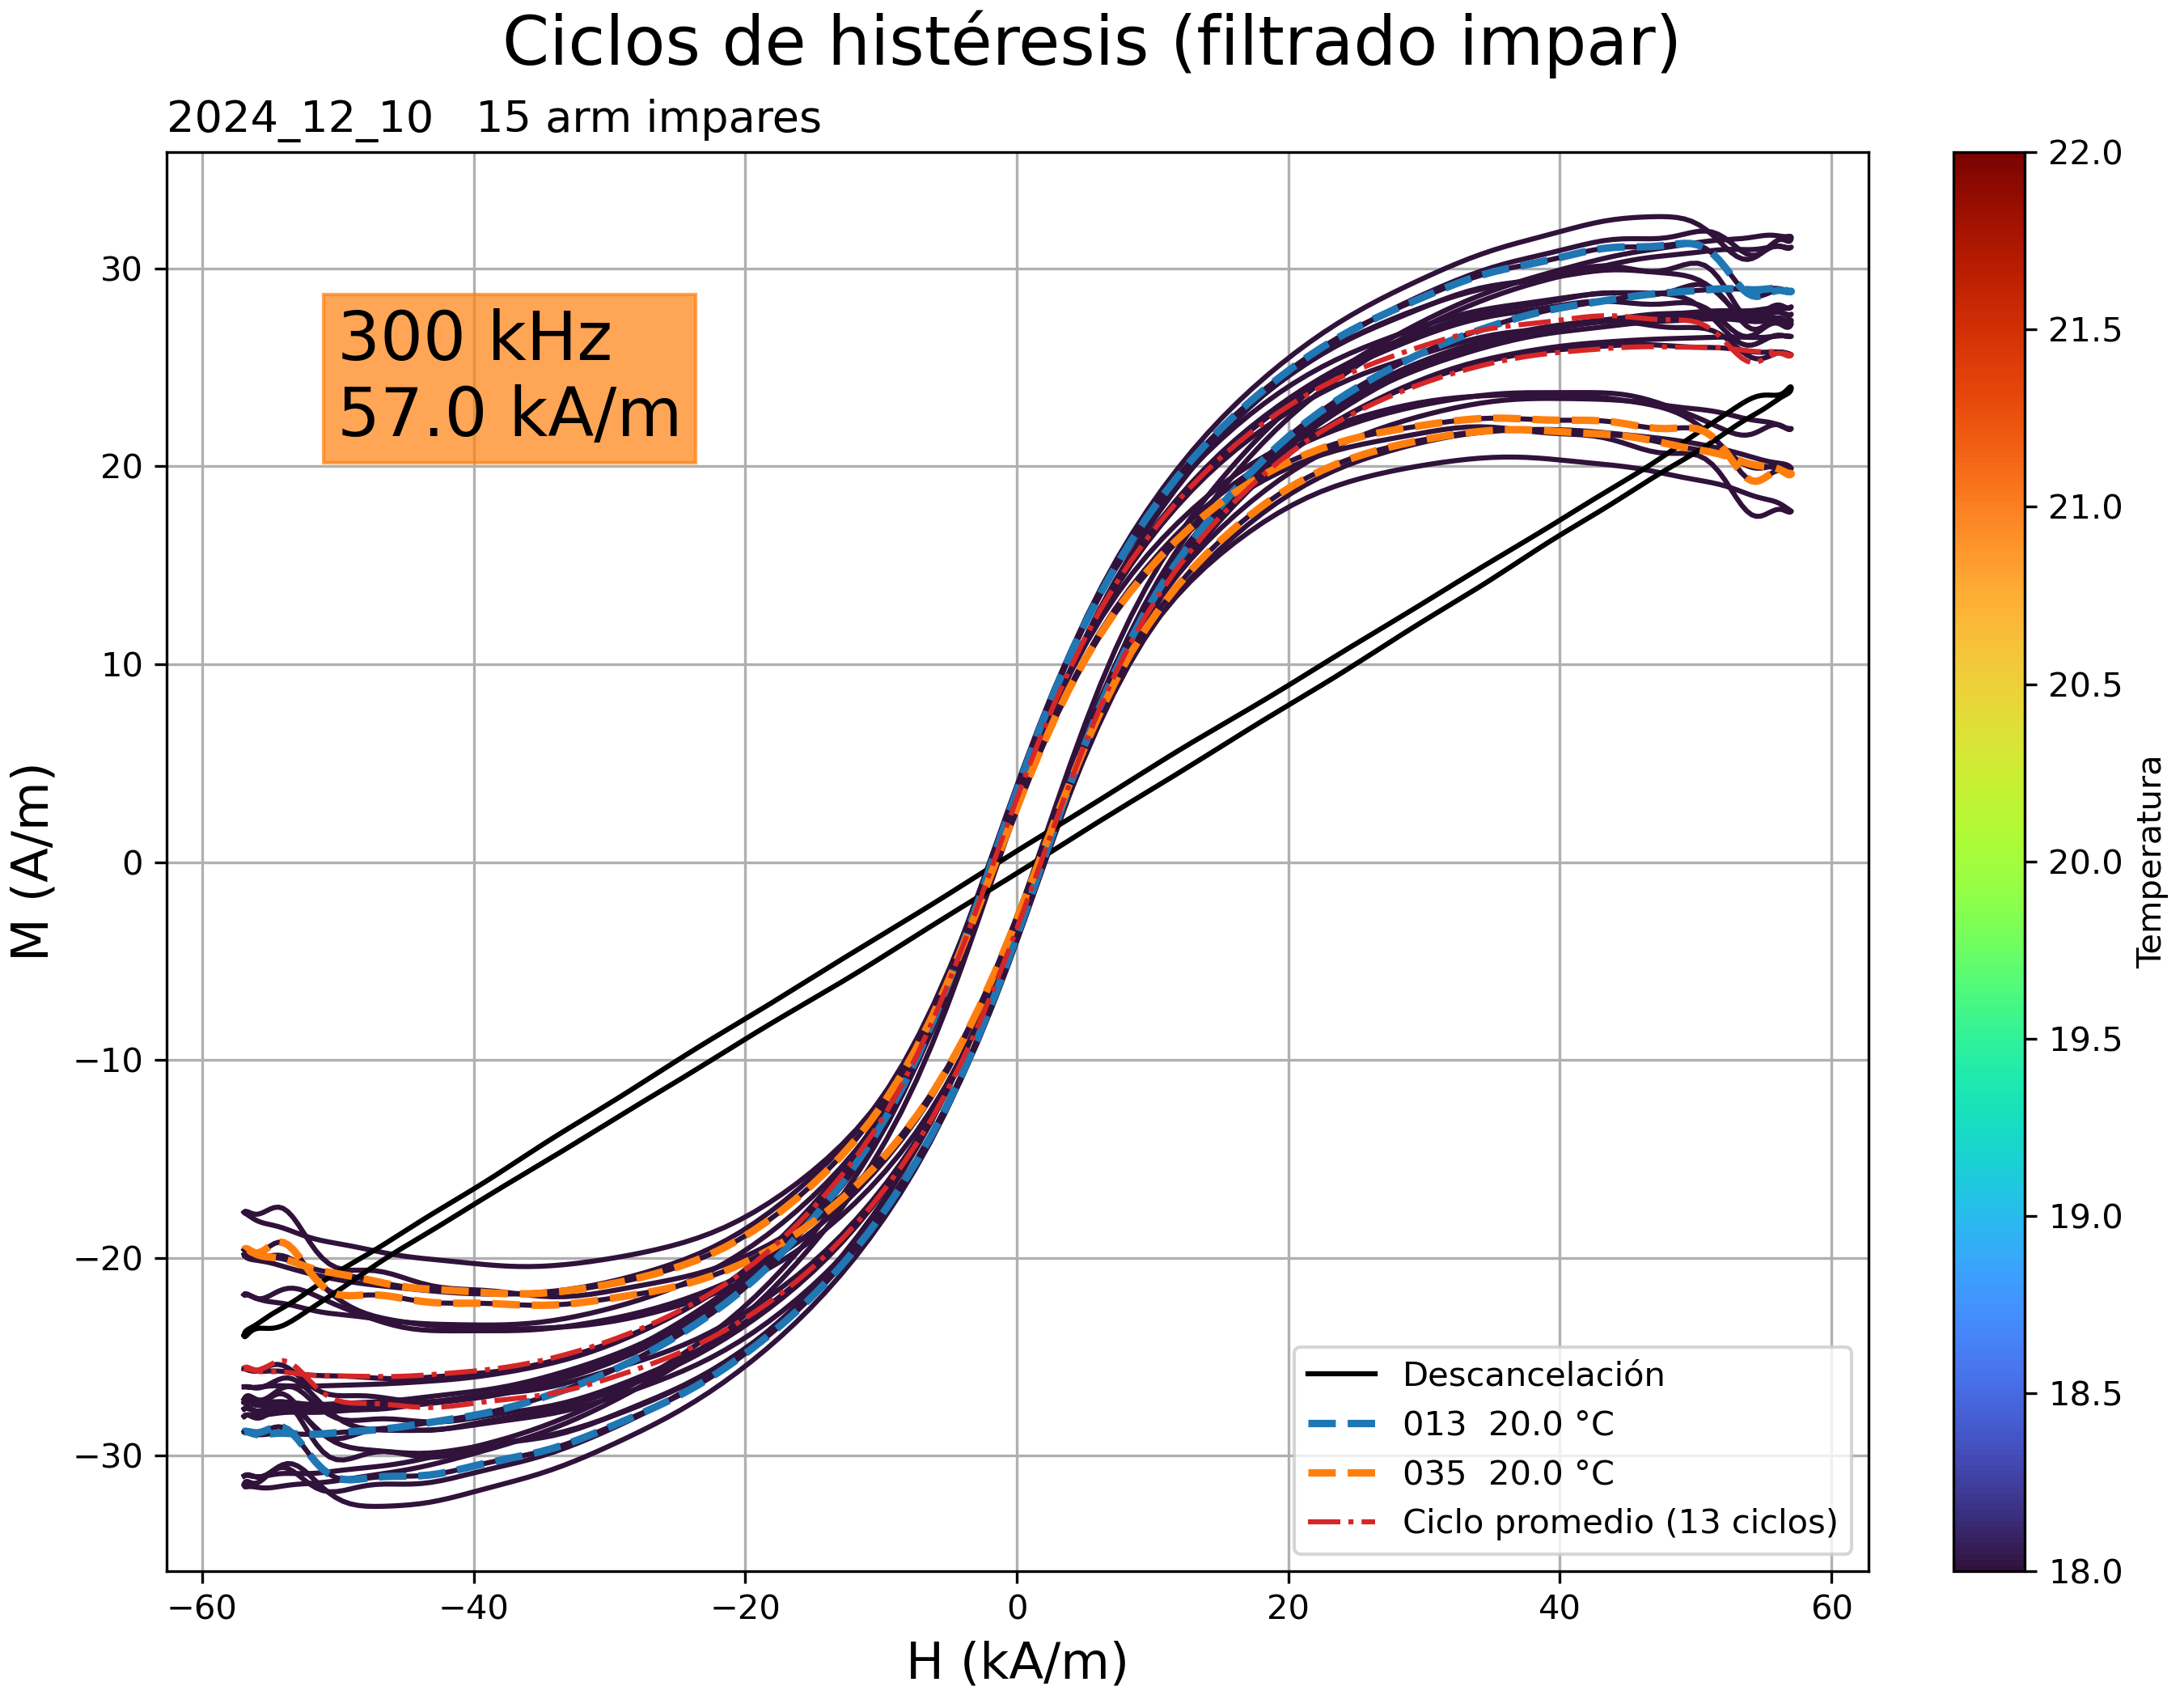 Ciclos de histéresis (filtrado impar)
2024_12_10   15 arm impares
300 kHz
57.0 kA/m
M (A/m)
30
20
10
0
−10
−20
−30
−60
−40
−20
0
20
40
60
H (kA/m)
Descancelación
013  20.0 °C
035  20.0 °C
Ciclo promedio (13 ciclos)
22.0
21.5
21.0
20.5
20.0
19.5
19.0
18.5
18.0
Temperatura